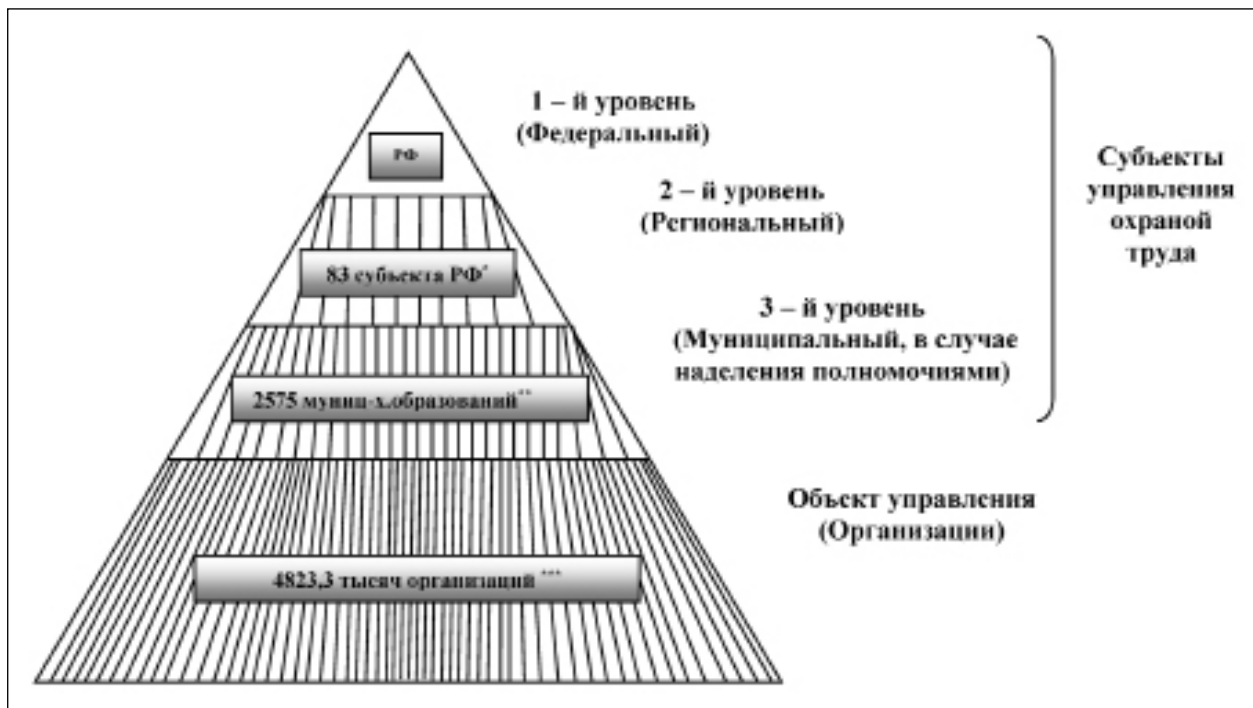 1 – й уровень
(Федеральный)
РФ
2 – й уровень
(Региональный)
Субъекты
управления
охраной
труда
83 субъекта РФ*
3 – й уровень
(Муниципальный, в случае
наделения полномочиями)
2575 муниц-х.образований**
Объект управления
(Организации)
4823,3 тысяч организаций ***